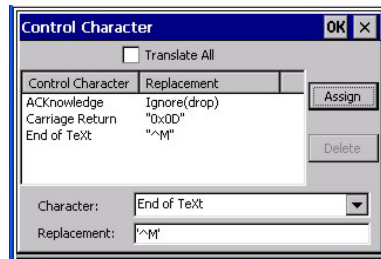 Control Character OK ×
Translate All
Control Character Replacement
ACKnowledge Ignore(drop)
Carriage Return "0x0D"
End of TeXt "^M"
Assign
Delete
Character: End of TeXt
Replacement: '^M'